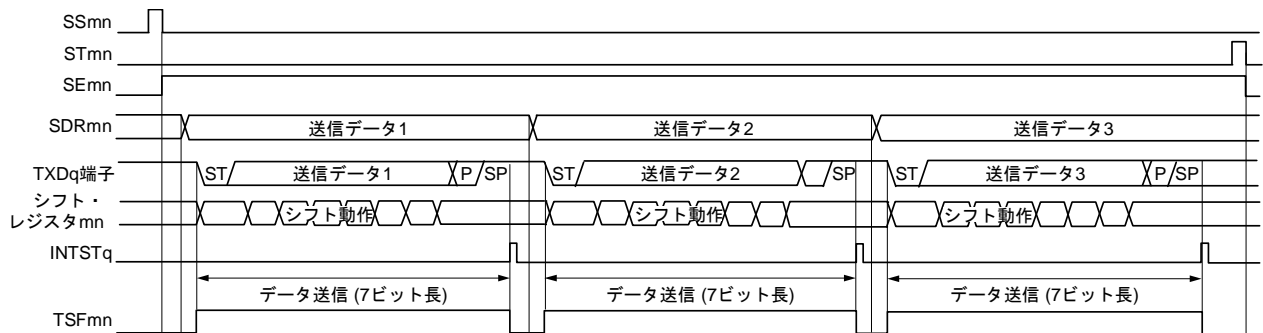 SSmn
STmn
SEmn
SDRmn 送信データ1 送信データ2 送信データ3
TXDq端子 ST 送信データ1 P SP ST 送信データ2 SP ST 送信データ3 P SP
シフト・
レジスタmn シフト動作 シフト動作 シフト動作
INTSTq
データ送信 (7ビット長) データ送信 (7ビット長) データ送信 (7ビット長)
TSFmn